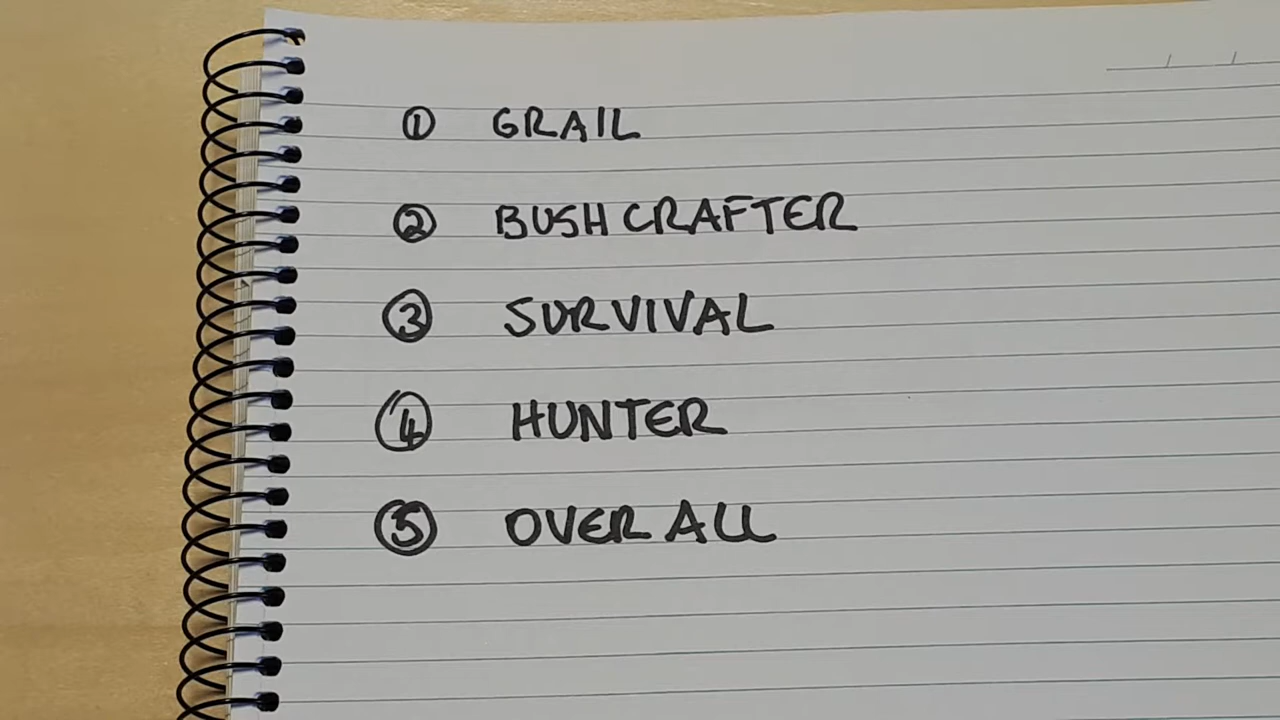 ① GRAIL
② BUSHCRAFTER
③ SURVIVAL
④ HUNTER
⑤ OVERALL